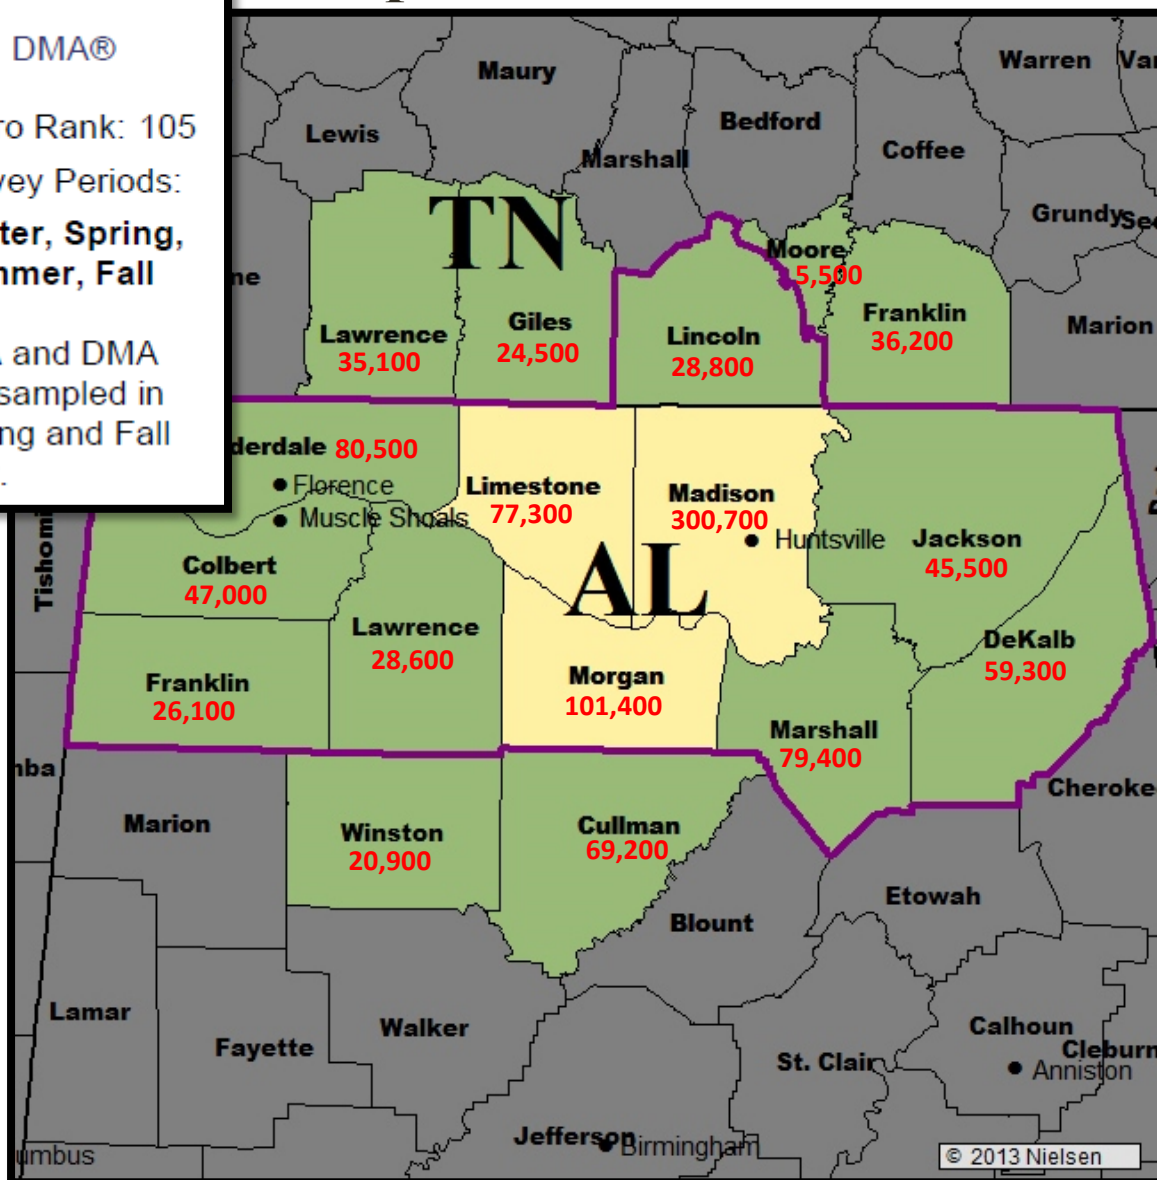 DMA®
ro Rank: 105
vey Periods:
ter, Spring,
nmer, Fall
A and DMA
sampled in
ng and Fall
.
Warren
Maury
Bedford
Lewis
Coffee
Marshall
Grundy
TN
Moore
5,500
ne
Franklin
36,200
Marion
Giles
24,500
Lawrence
35,100
Lincoln
28,800
derdale 80,500
Florence
Limestone
77,300
Madison
300,700
Muscle Shoals
Huntsville
Jackson
45,500
Colbert
47,000
Tishomi
AL
Lawrence
28,600
DeKalb
59,300
Franklin
26,100
Morgan
101,400
Marshall
79,400
nba
Cheroke
Marion
Winston
20,900
Cullman
69,200
Etowah
Blount
Lamar
Walker
Calhoun
Fayette
Cleburn
St. Clair
Anniston
Jefferson
Birmingham
umbus
© 2013 Nielsen